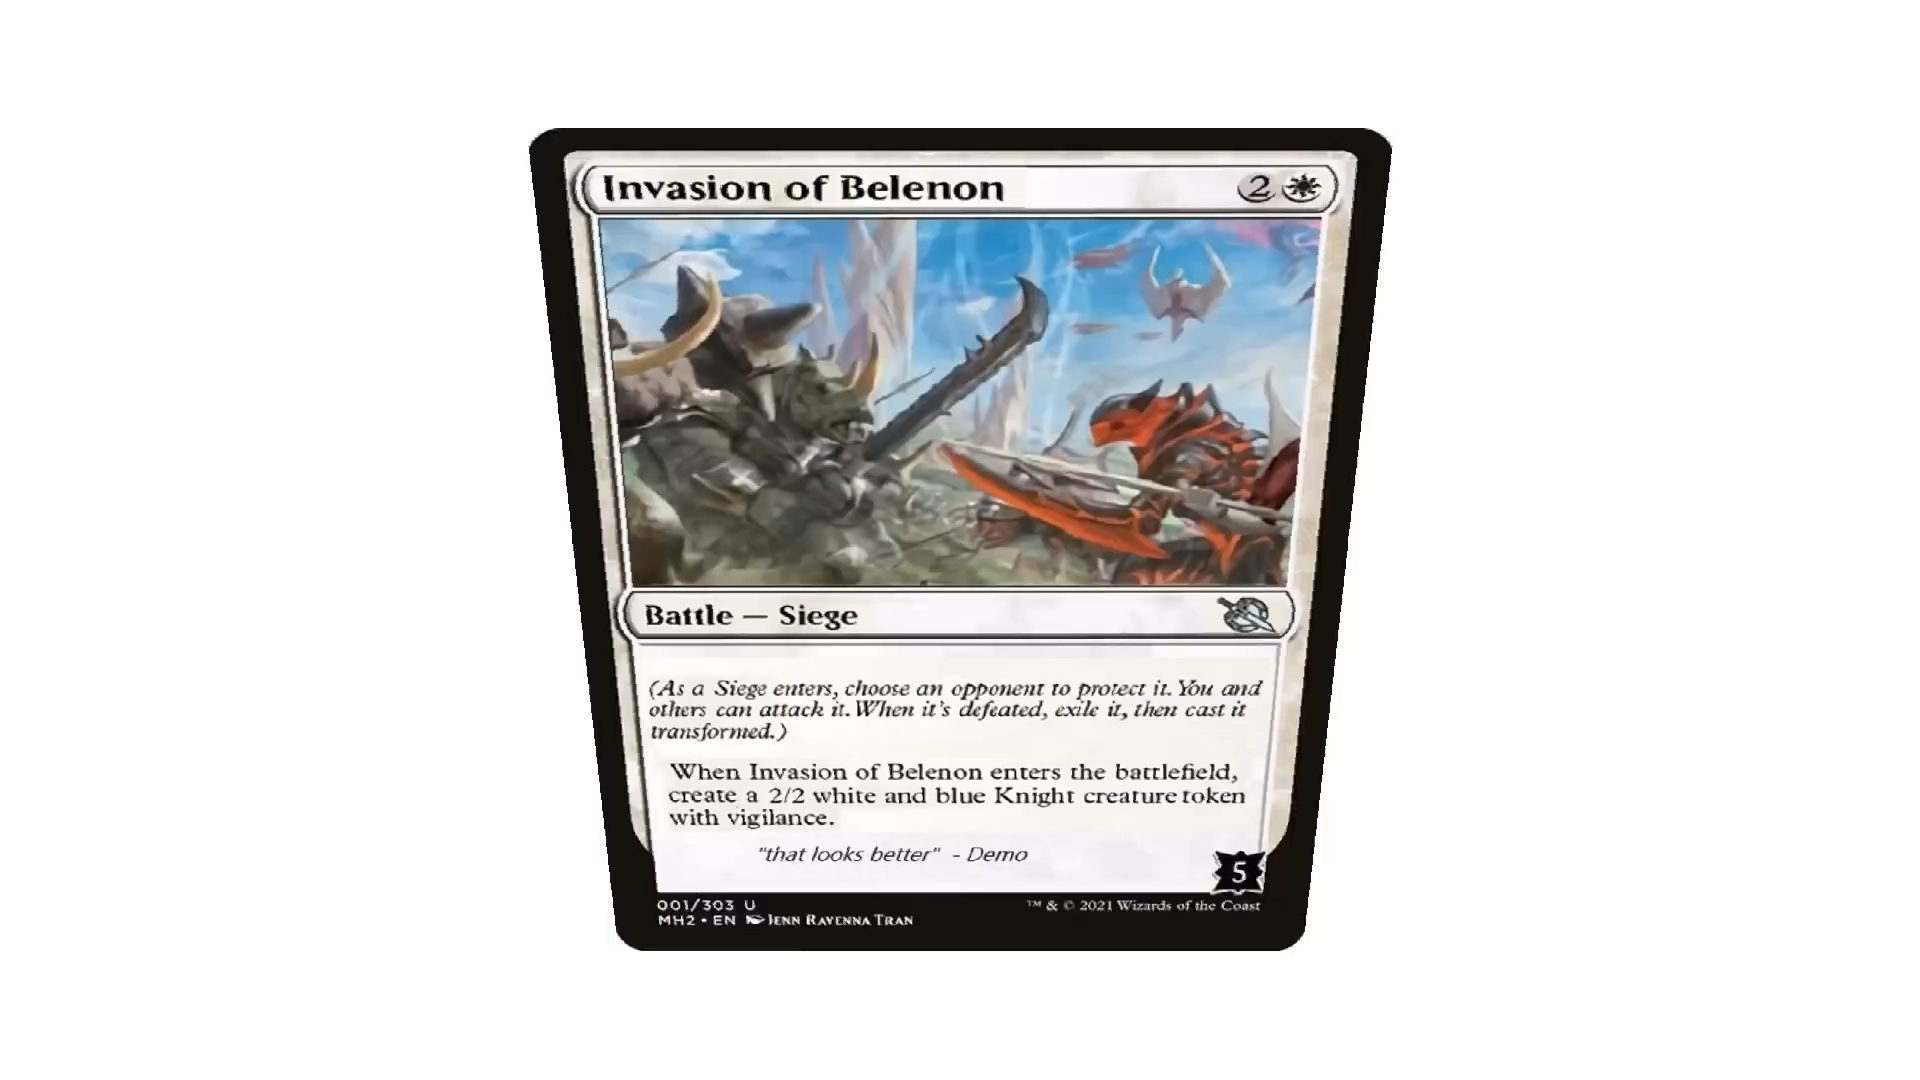 Invasion of Belenon 2
Battle — Siege
(As a Siege enters, choose an opponent to protect it. You and
others can attack it. When it's defeated, exile it, then cast it
transformed.)
When Invasion of Belenon enters the battlefield,
create a 2/2 white and blue Knight creature token
with vigilance.
"that looks better" - Demo
5
001/303 U
MH2 • EN Jenn Ravenna Tran
™ & © 2021 Wizards of the Coast